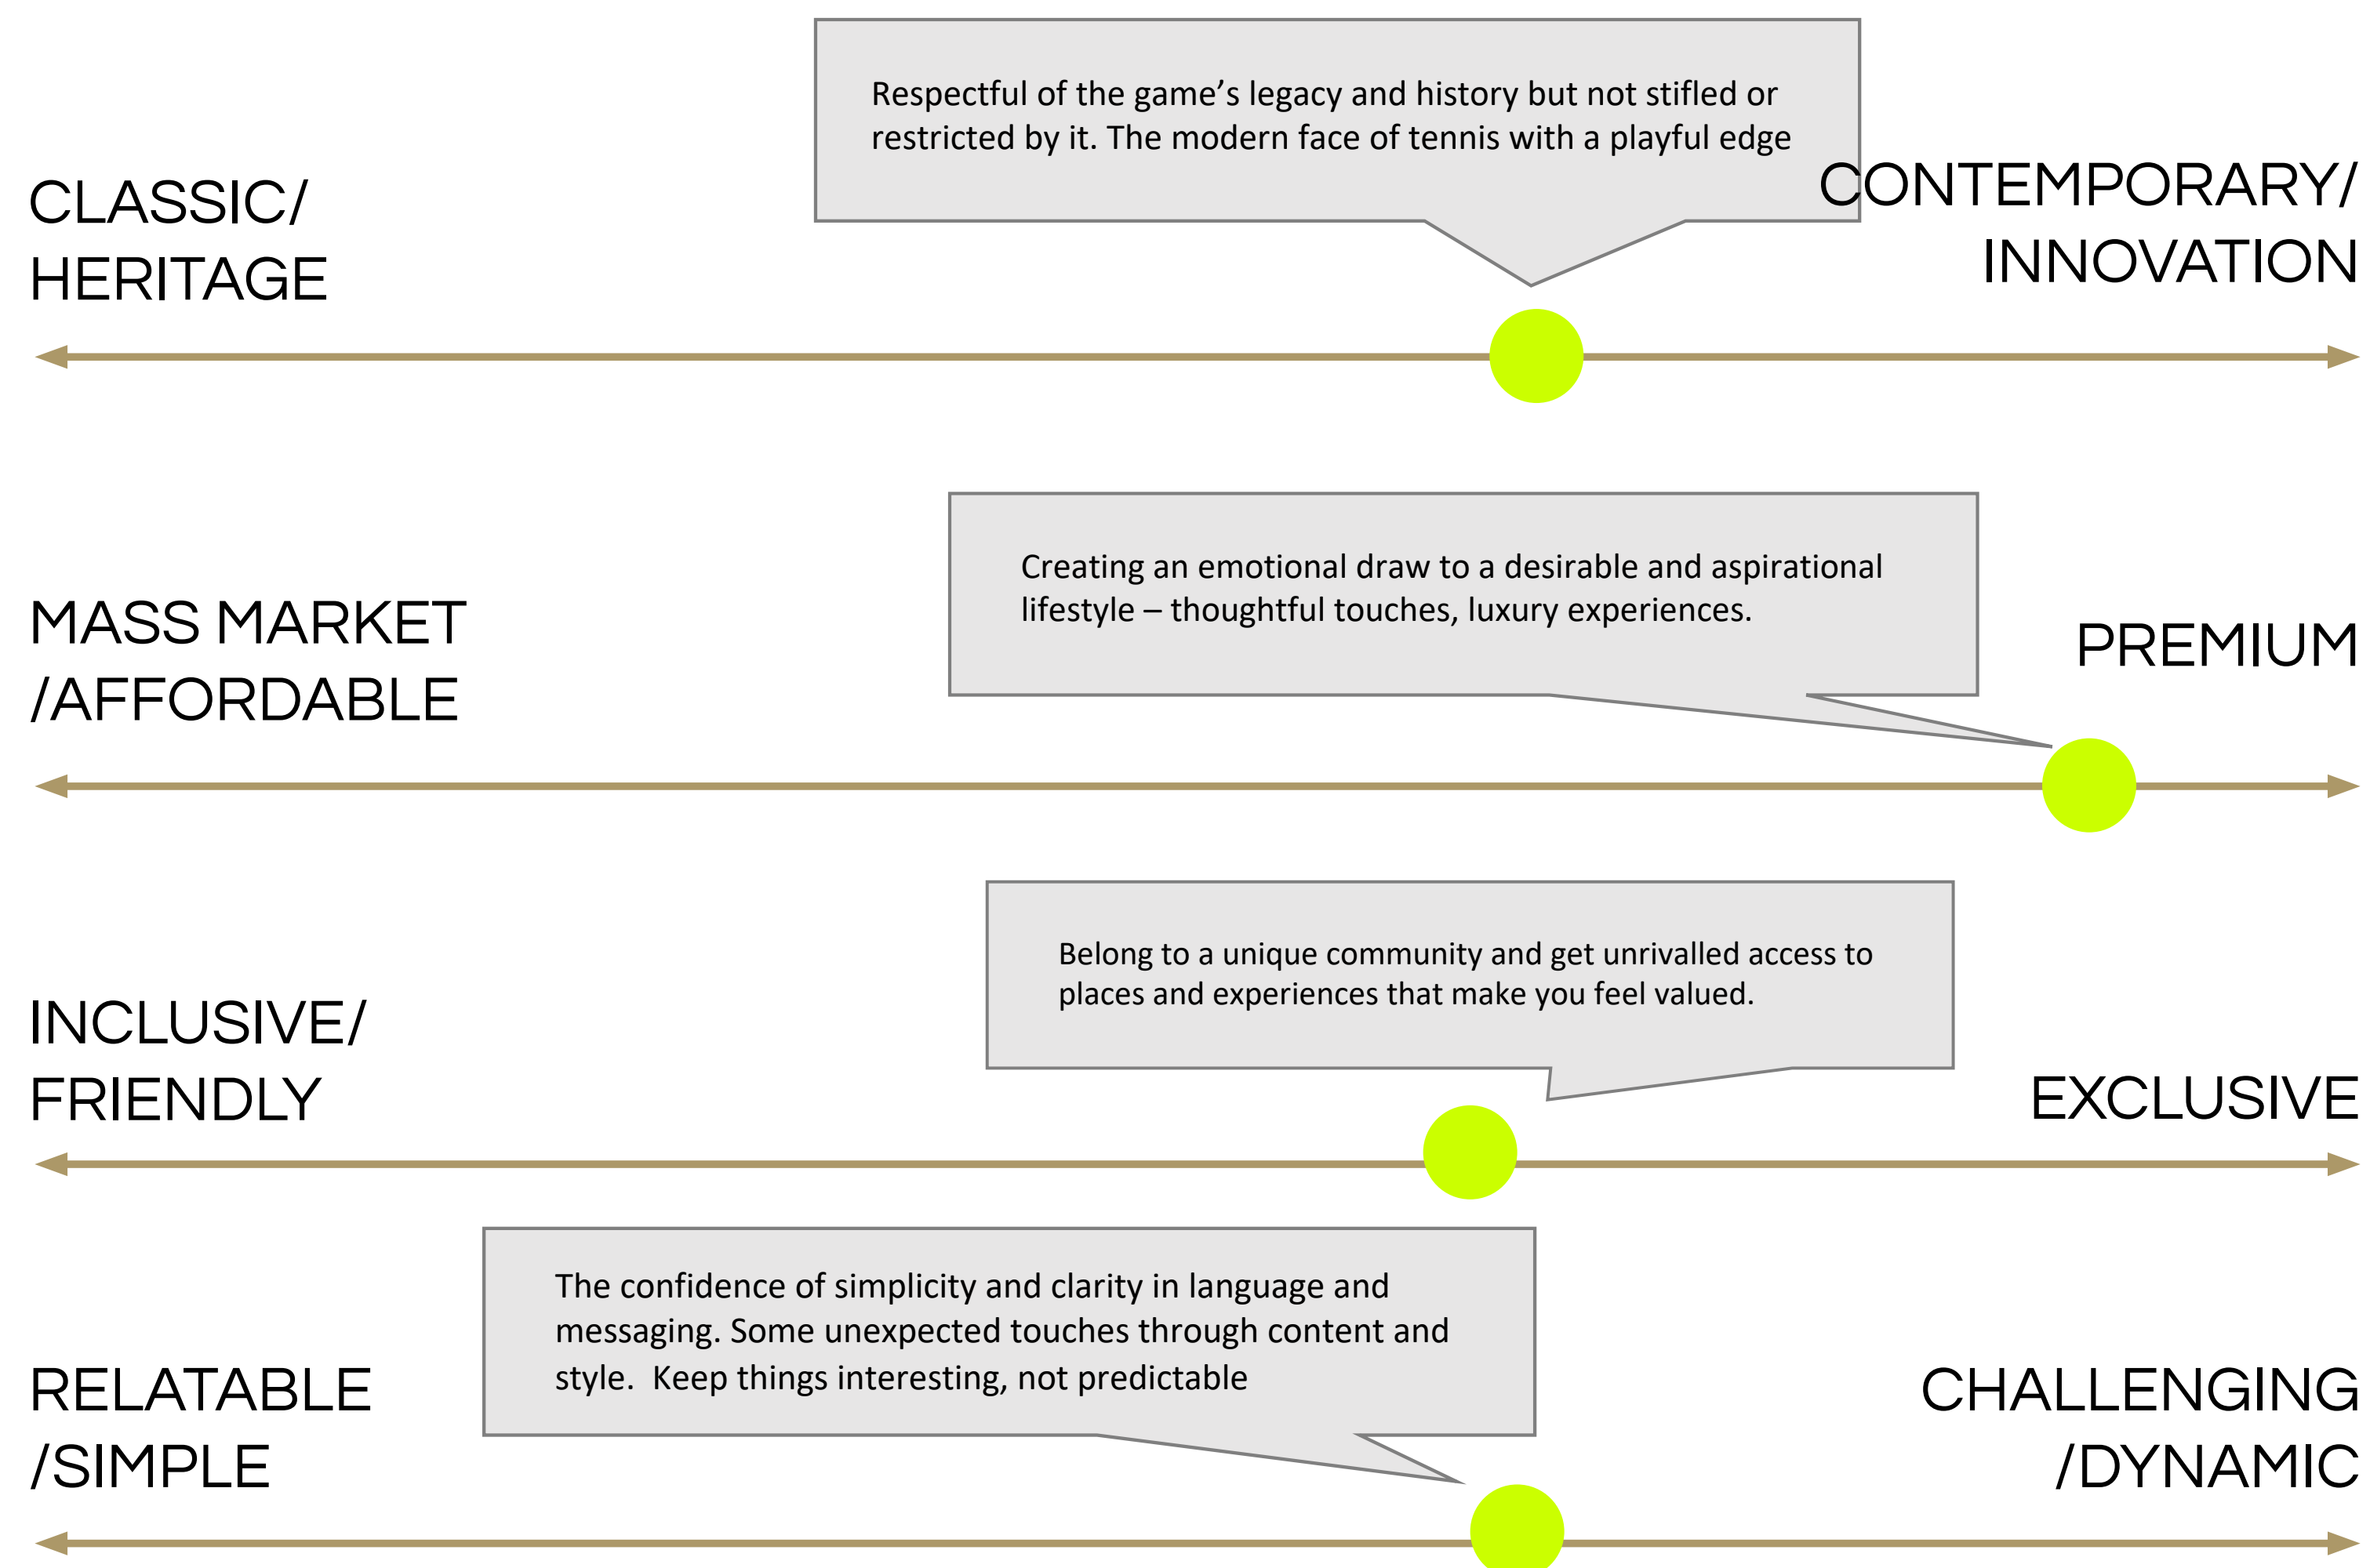 Respectful of the game’s legacy and history but not stifled or
restricted by it. The modern face of tennis with a playful edge
CLASSIC/
HERITAGE
CONTEMPORARY/
INNOVATION
Creating an emotional draw to a desirable and aspirational
lifestyle – thoughtful touches, luxury experiences.
MASS MARKET
/AFFORDABLE
PREMIUM
Belong to a unique community and get unrivalled access to
places and experiences that make you feel valued.
INCLUSIVE/
FRIENDLY
EXCLUSIVE
The confidence of simplicity and clarity in language and
messaging. Some unexpected touches through content and
style.  Keep things interesting, not predictable
RELATABLE
/SIMPLE
CHALLENGING
/DYNAMIC